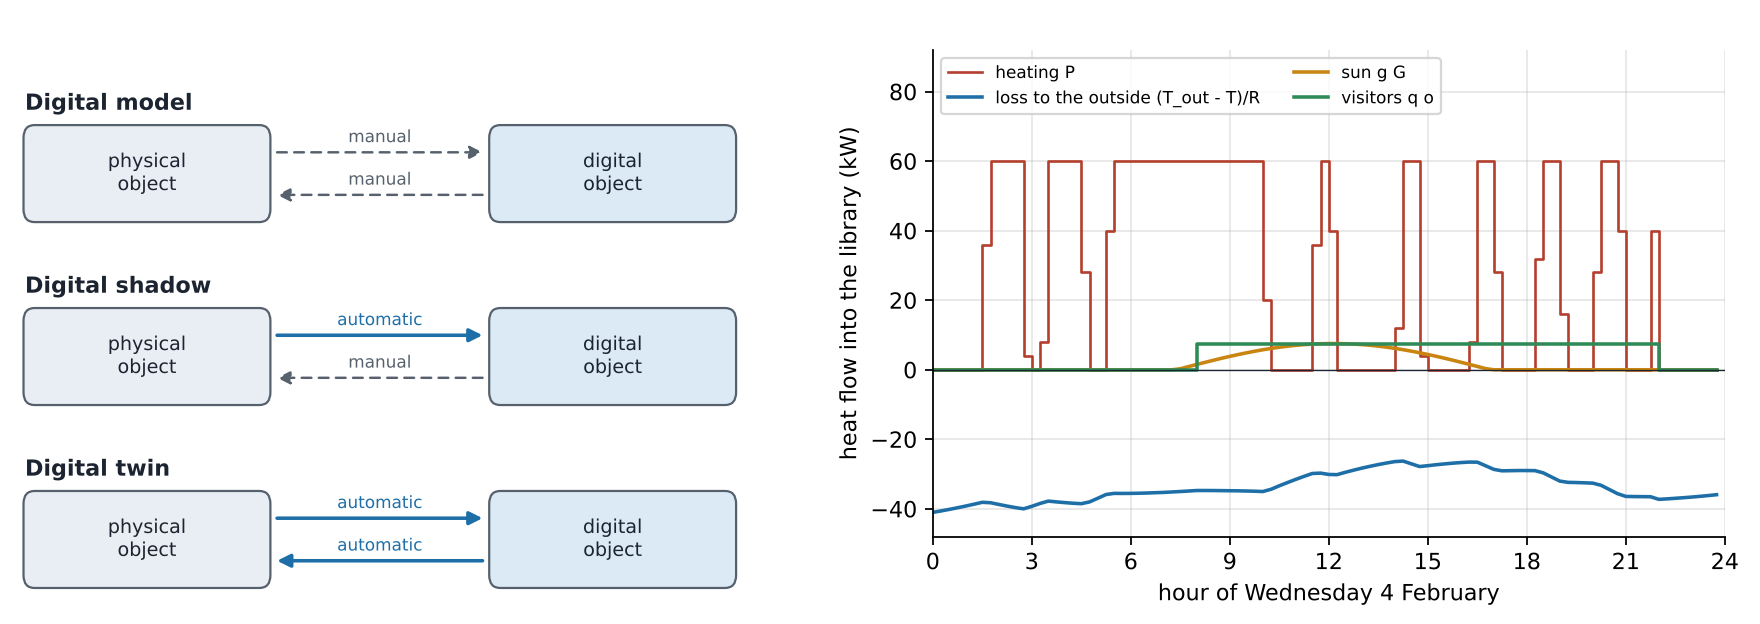 Digital model
physical
object
manual
manual
digital
object
Digital shadow
physical
object
automatic
manual
digital
object
Digital twin
physical
object
automatic
automatic
digital
object
heat flow into the library (kW)
80
60
40
20
0
−20
−40
heating P
loss to the outside (T_out - T)/R
sun g G
visitors q o
0 3 6 9 12 15 18 21 24
hour of Wednesday 4 February